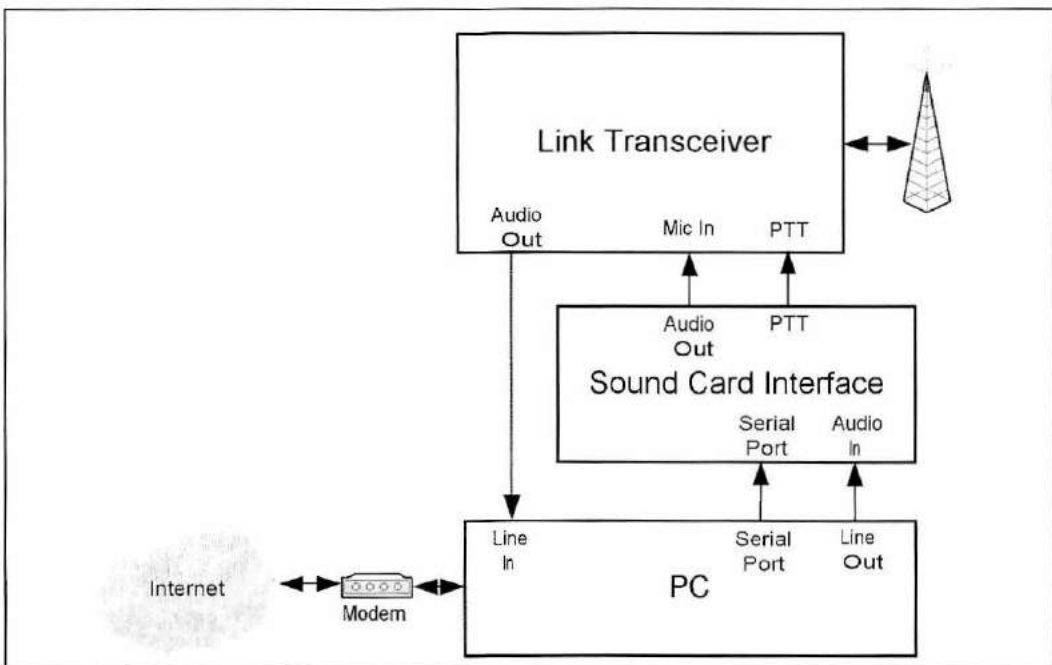 Link Transceiver
Audio
Out
Mic In
PTT
Audio
Out
PTT
Sound Card Interface
Serial
Port
Audio
In
Line
In
Serial
Port
Line
Out
PC
Internet
Modem